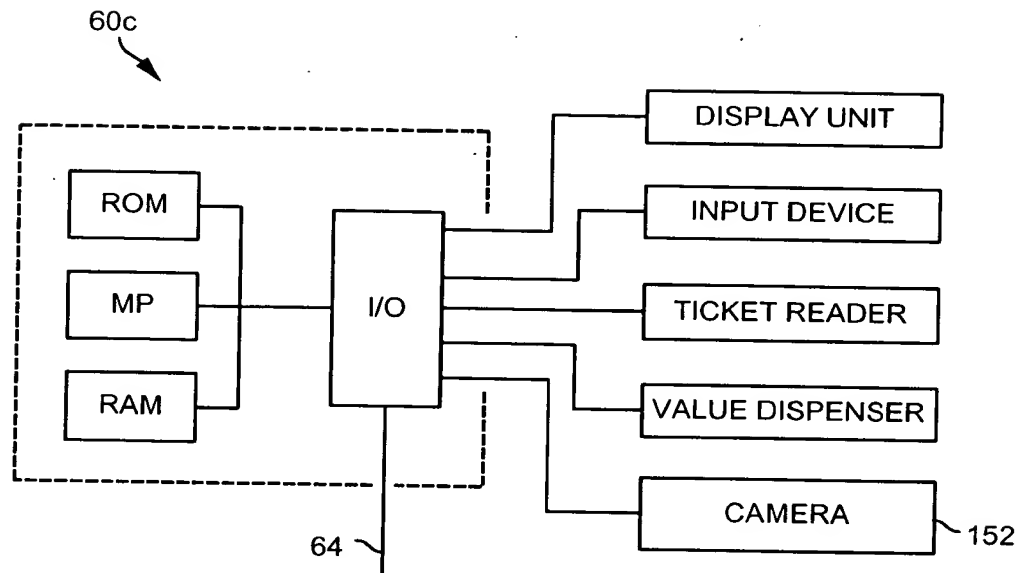 60c
DISPLAY UNIT
ROM
INPUT DEVICE
MP
I/O
TICKET READER
RAM
VALUE DISPENSER
CAMERA
152
64